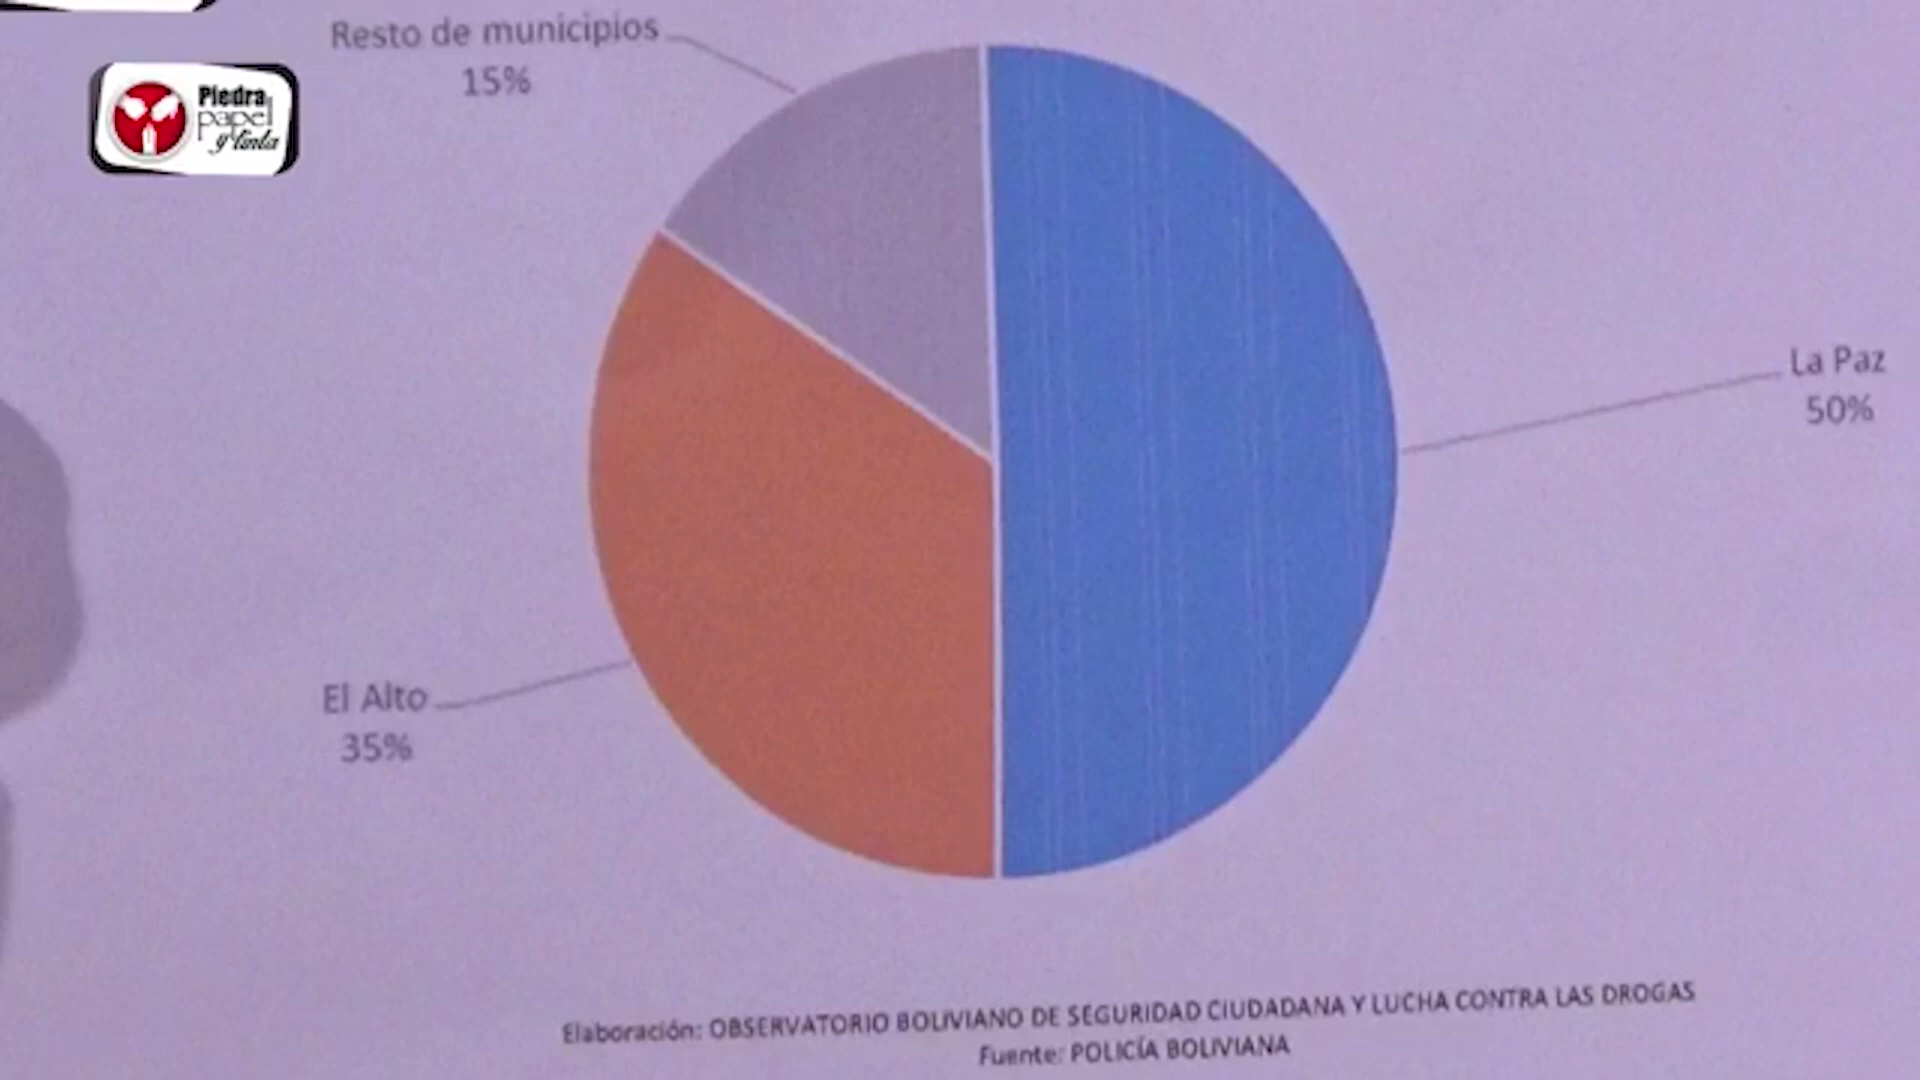 Resto de municipios
15%
Piedra,
papel
y tinta
La Paz
50%
El Alto
35%
Elaboración: OBSERVATORIO BOLIVIANO DE SEGURIDAD CIUDADANA Y LUCHA CONTRA LAS DROGAS
Fuente: POLICÍA BOLIVIANA